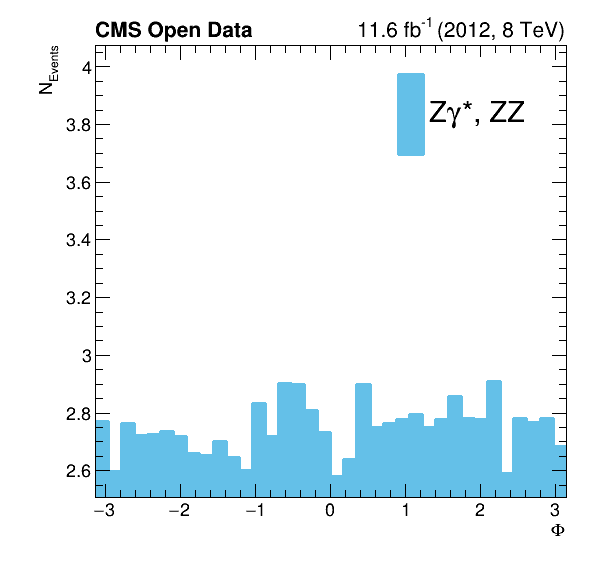 CMS Open Data 11.6 fb⁻¹ (2012, 8 TeV)
N_Events
4
3.8
3.6
3.4
3.2
3
2.8
2.6
Zγ*, ZZ
−3 −2 −1 0 1 2 3
Φ